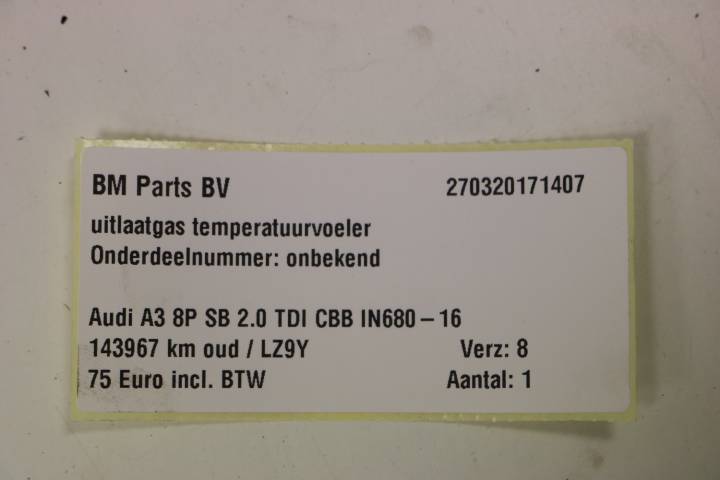 BM Parts BV 270320171407
uitlaatgas temperatuurvoeler
Onderdeelnummer: onbekend
Audi A3 8P SB 2.0 TDI CBB IN680-16
143967 km oud / LZ9Y Verz: 8
75 Euro incl. BTW Aantal: 1